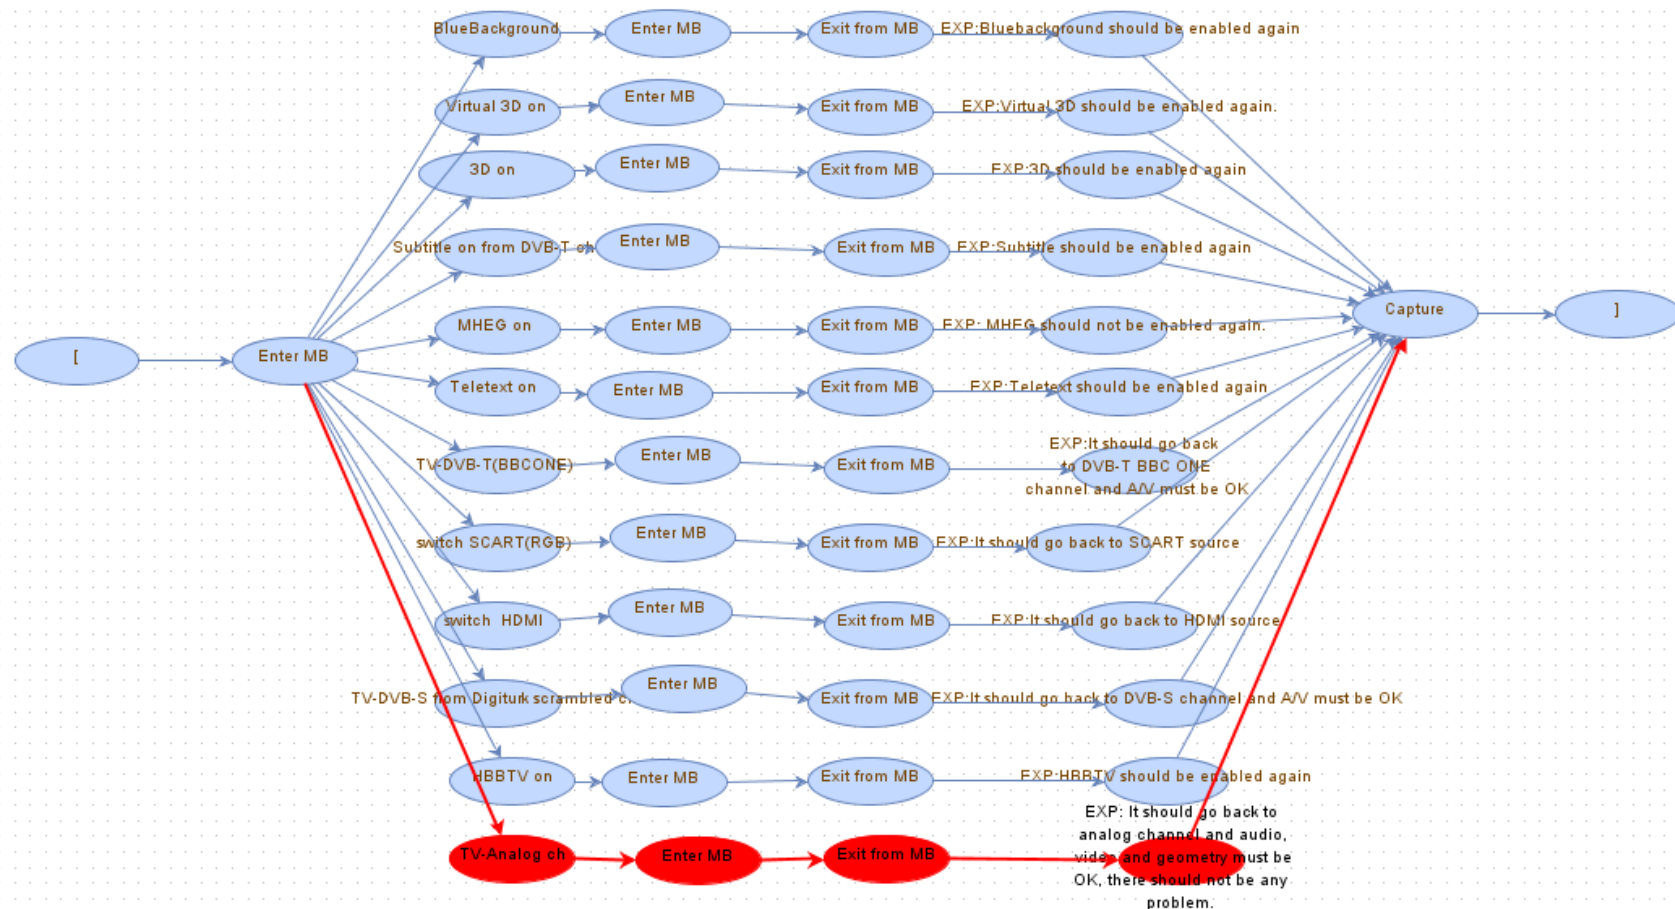 BlueBackground Enter MB Exit from MB EXP:Bluebackground should be enabled again
Virtual 3D on Enter MB Exit from MB EXP:Virtual 3D should be enabled again.
3D on Enter MB Exit from MB EXP:3D should be enabled again
Subtitle on from DVB-T ch Enter MB Exit from MB EXP:Subtitle should be enabled again
MHEG on Enter MB Exit from MB EXP: MHEG should not be enabled again.
Capture ]
[ Enter MB
Teletext on Enter MB Exit from MB EXP:Teletext should be enabled again
TV-DVB-T(BBCONE) Enter MB Exit from MB
EXP:It should go back
to DVB-T BBC ONE
channel and A/V must be OK
switch SCART(RGB) Enter MB Exit from MB EXP:It should go back to SCART source
switch HDMI Enter MB Exit from MB EXP:It should go back to HDMI source
TV-DVB-S from Digiturk scrambled Enter MB Exit from MB EXP:It should go back to DVB-S channel and A/V must be OK
HBBTV on Enter MB Exit from MB EXP:HBBTV should be enabled again
TV-Analog ch Enter MB Exit from MB
EXP: It should go back to
analog channel and audio,
video and geometry must be
OK, there should not be any
problem.